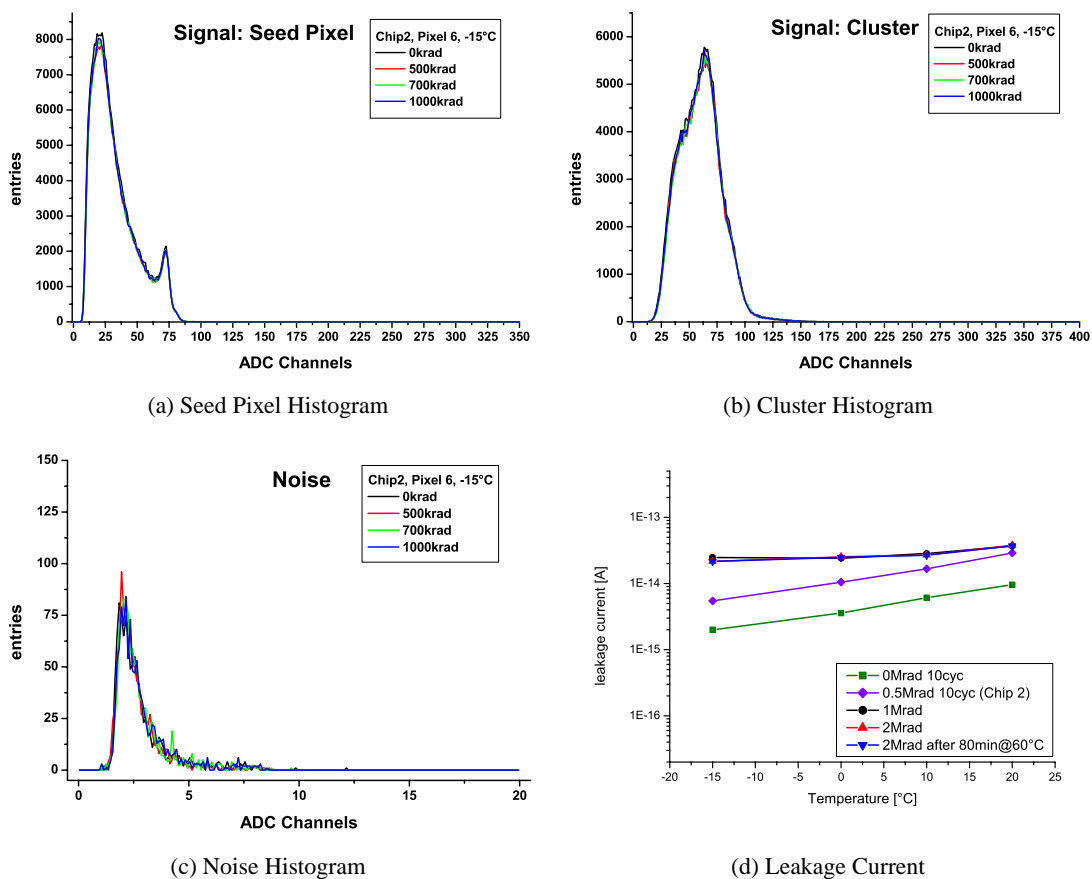 Signal: Seed Pixel
Chip2, Pixel 6, -15°C
0krad
500krad
700krad
1000krad
entries
8000
7000
6000
5000
4000
3000
2000
1000
0
0 25 50 75 100 125 150 175 200 225 250 275 300 325 350
ADC Channels
(a) Seed Pixel Histogram
Signal: Cluster
Chip2, Pixel 6, -15°C
0krad
500krad
700krad
1000krad
entries
6000
5000
4000
3000
2000
1000
0
0 25 50 75 100 125 150 175 200 225 250 275 300 325 350 375 400
ADC Channels
(b) Cluster Histogram
Noise
Chip2, Pixel 6, -15°C
0krad
500krad
700krad
1000krad
entries
150
125
100
75
50
25
0
0 5 10 15 20
ADC Channels
(c) Noise Histogram
leakage current [A]
1E-13
1E-14
1E-15
1E-16
0Mrad 10cyc
0.5Mrad 10cyc (Chip 2)
1Mrad
2Mrad
2Mrad after 80min@60°C
-20 -15 -10 -5 0 5 10 15 20 25
Temperature [°C]
(d) Leakage Current